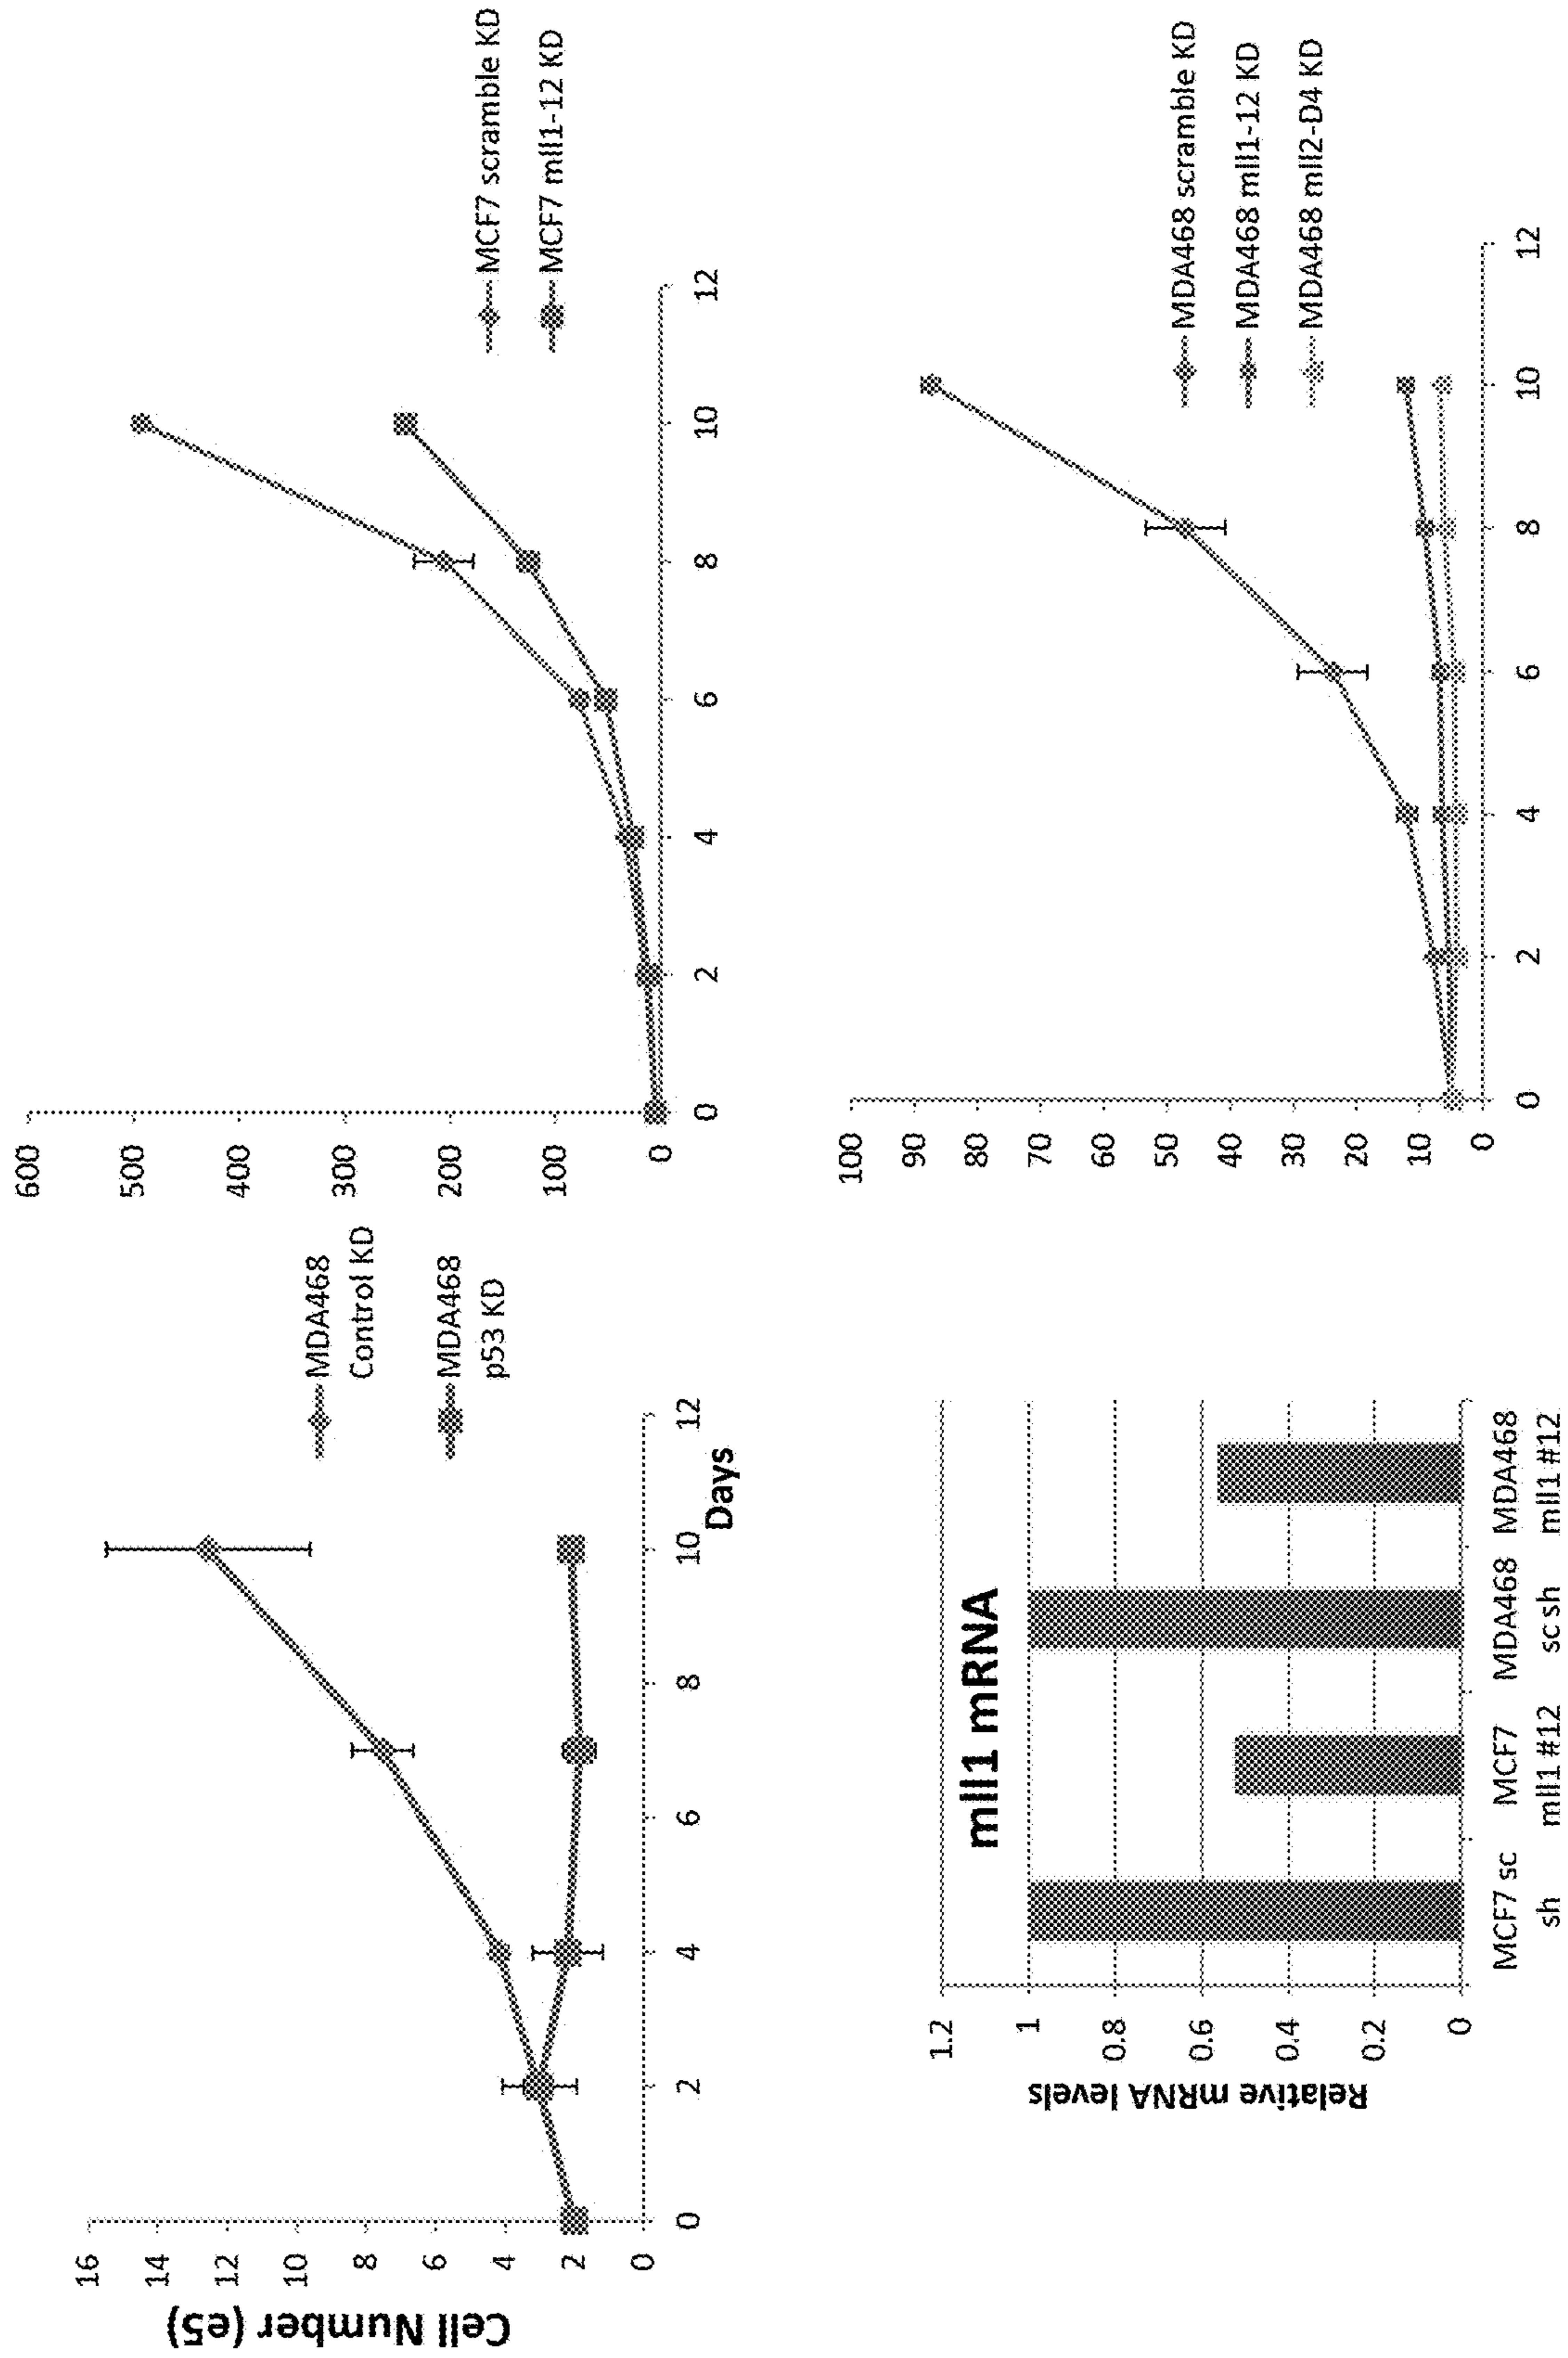 Cell Number (e5)
16
14
12
10
8
6
4
2
0
0 2 4 6 8 10 12
Days
MDA468
Control KD
MDA468
p53 KD
600
500
400
300
200
100
0
0 2 4 6 8 10 12
MCF7 scramble KD
MCF7 mll1-12 KD
mll1 mRNA
Relative mRNA levels
1.2
1
0.8
0.6
0.4
0.2
0
MCF7 sc MCF7 MDA468 MDA468
sh mll1 #12 sc sh mll1 #12
100
90
80
70
60
50
40
30
20
10
0
0 2 4 6 8 10 12
MDA468 scramble KD
MDA468 mll1-12 KD
MDA468 mll2-D4 KD